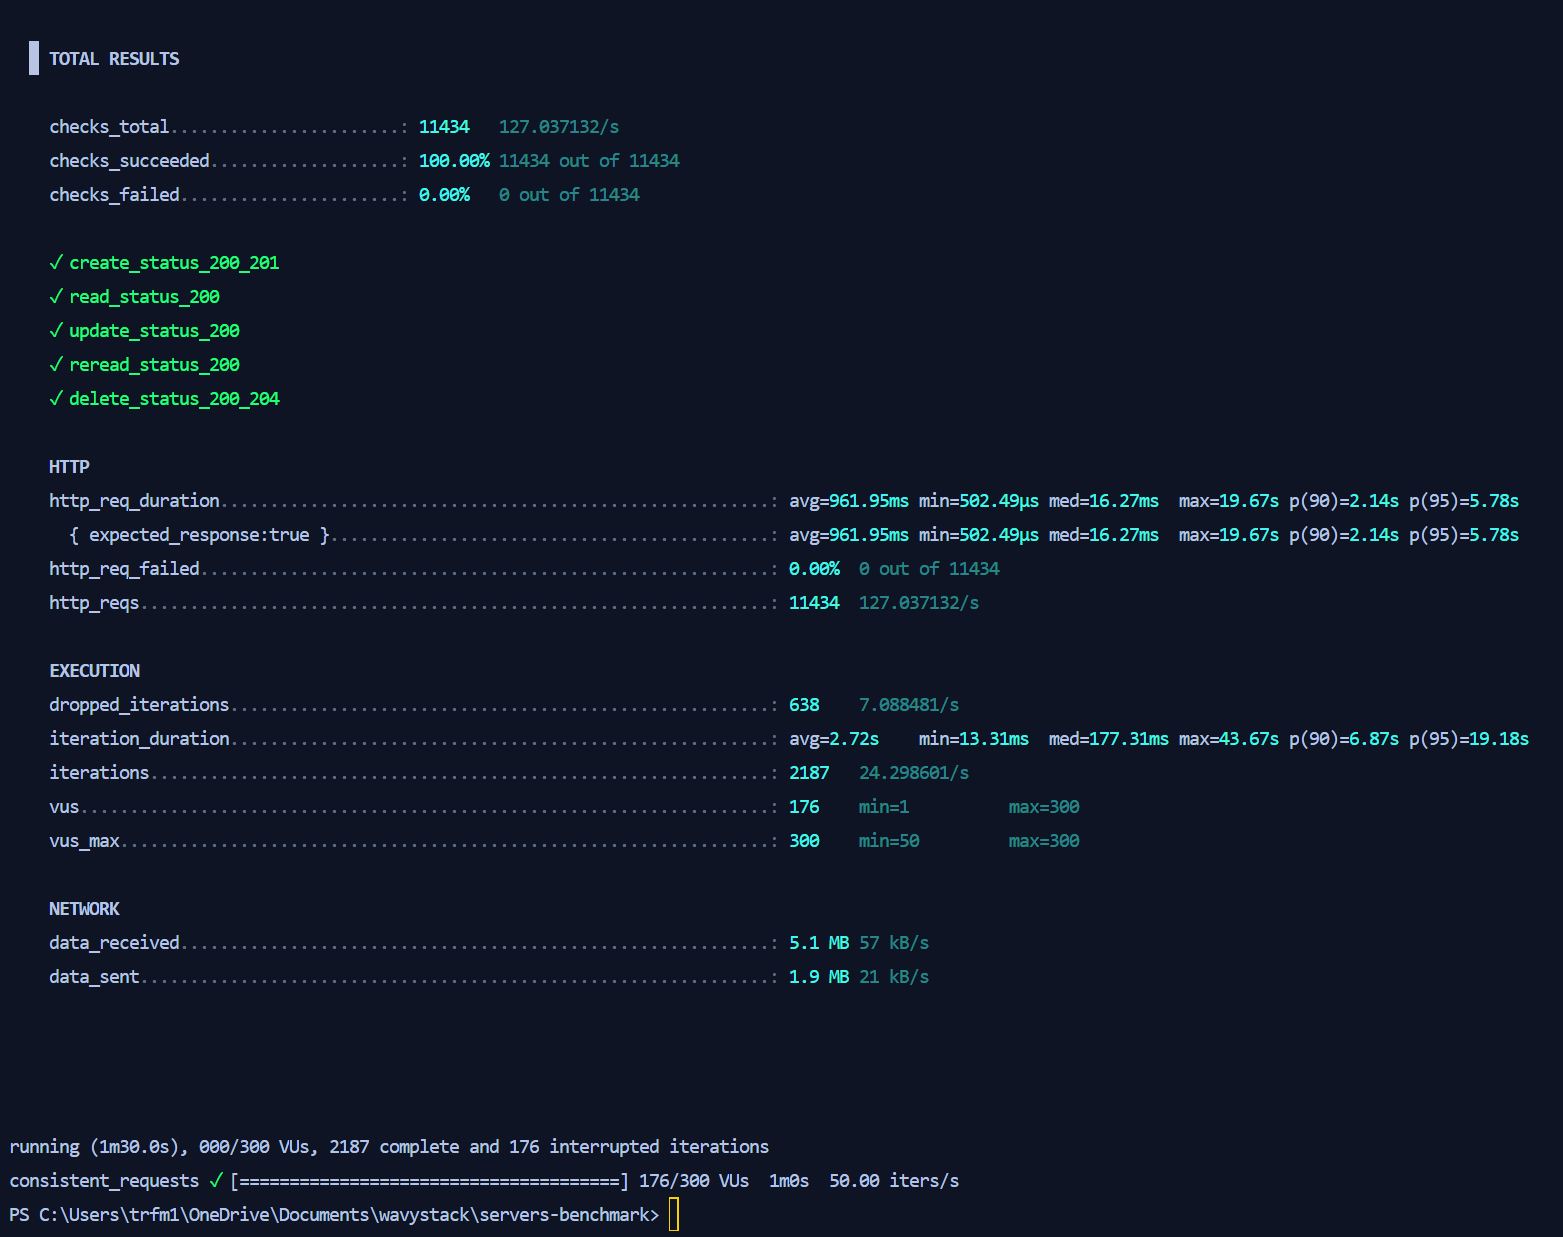 TOTAL RESULTS
checks_total.......................: 11434 127.037132/s
checks_succeeded...................: 100.00% 11434 out of 11434
checks_failed......................: 0.00% 0 out of 11434
✓ create_status_200_201
✓ read_status_200
✓ update_status_200
✓ reread_status_200
✓ delete_status_200_204
HTTP
http_req_duration.......................................................: avg=961.95ms min=502.49µs med=16.27ms max=19.67s p(90)=2.14s p(95)=5.78s
{ expected_response:true }............................................: avg=961.95ms min=502.49µs med=16.27ms max=19.67s p(90)=2.14s p(95)=5.78s
http_req_failed.........................................................: 0.00% 0 out of 11434
http_reqs...............................................................: 11434 127.037132/s
EXECUTION
dropped_iterations......................................................: 638 7.088481/s
iteration_duration......................................................: avg=2.72s min=13.31ms med=177.31ms max=43.67s p(90)=6.87s p(95)=19.18s
iterations..............................................................: 2187 24.298601/s
vus.....................................................................: 176 min=1 max=300
vus_max.................................................................: 300 min=50 max=300
NETWORK
data_received...........................................................: 5.1 MB 57 kB/s
data_sent...............................................................: 1.9 MB 21 kB/s
running (1m30.0s), 000/300 VUs, 2187 complete and 176 interrupted iterations
consistent_requests ✓ [======================================] 176/300 VUs 1m0s 50.00 iters/s
PS C:\Users\trfm1\OneDrive\Documents\wavystack\servers-benchmark>